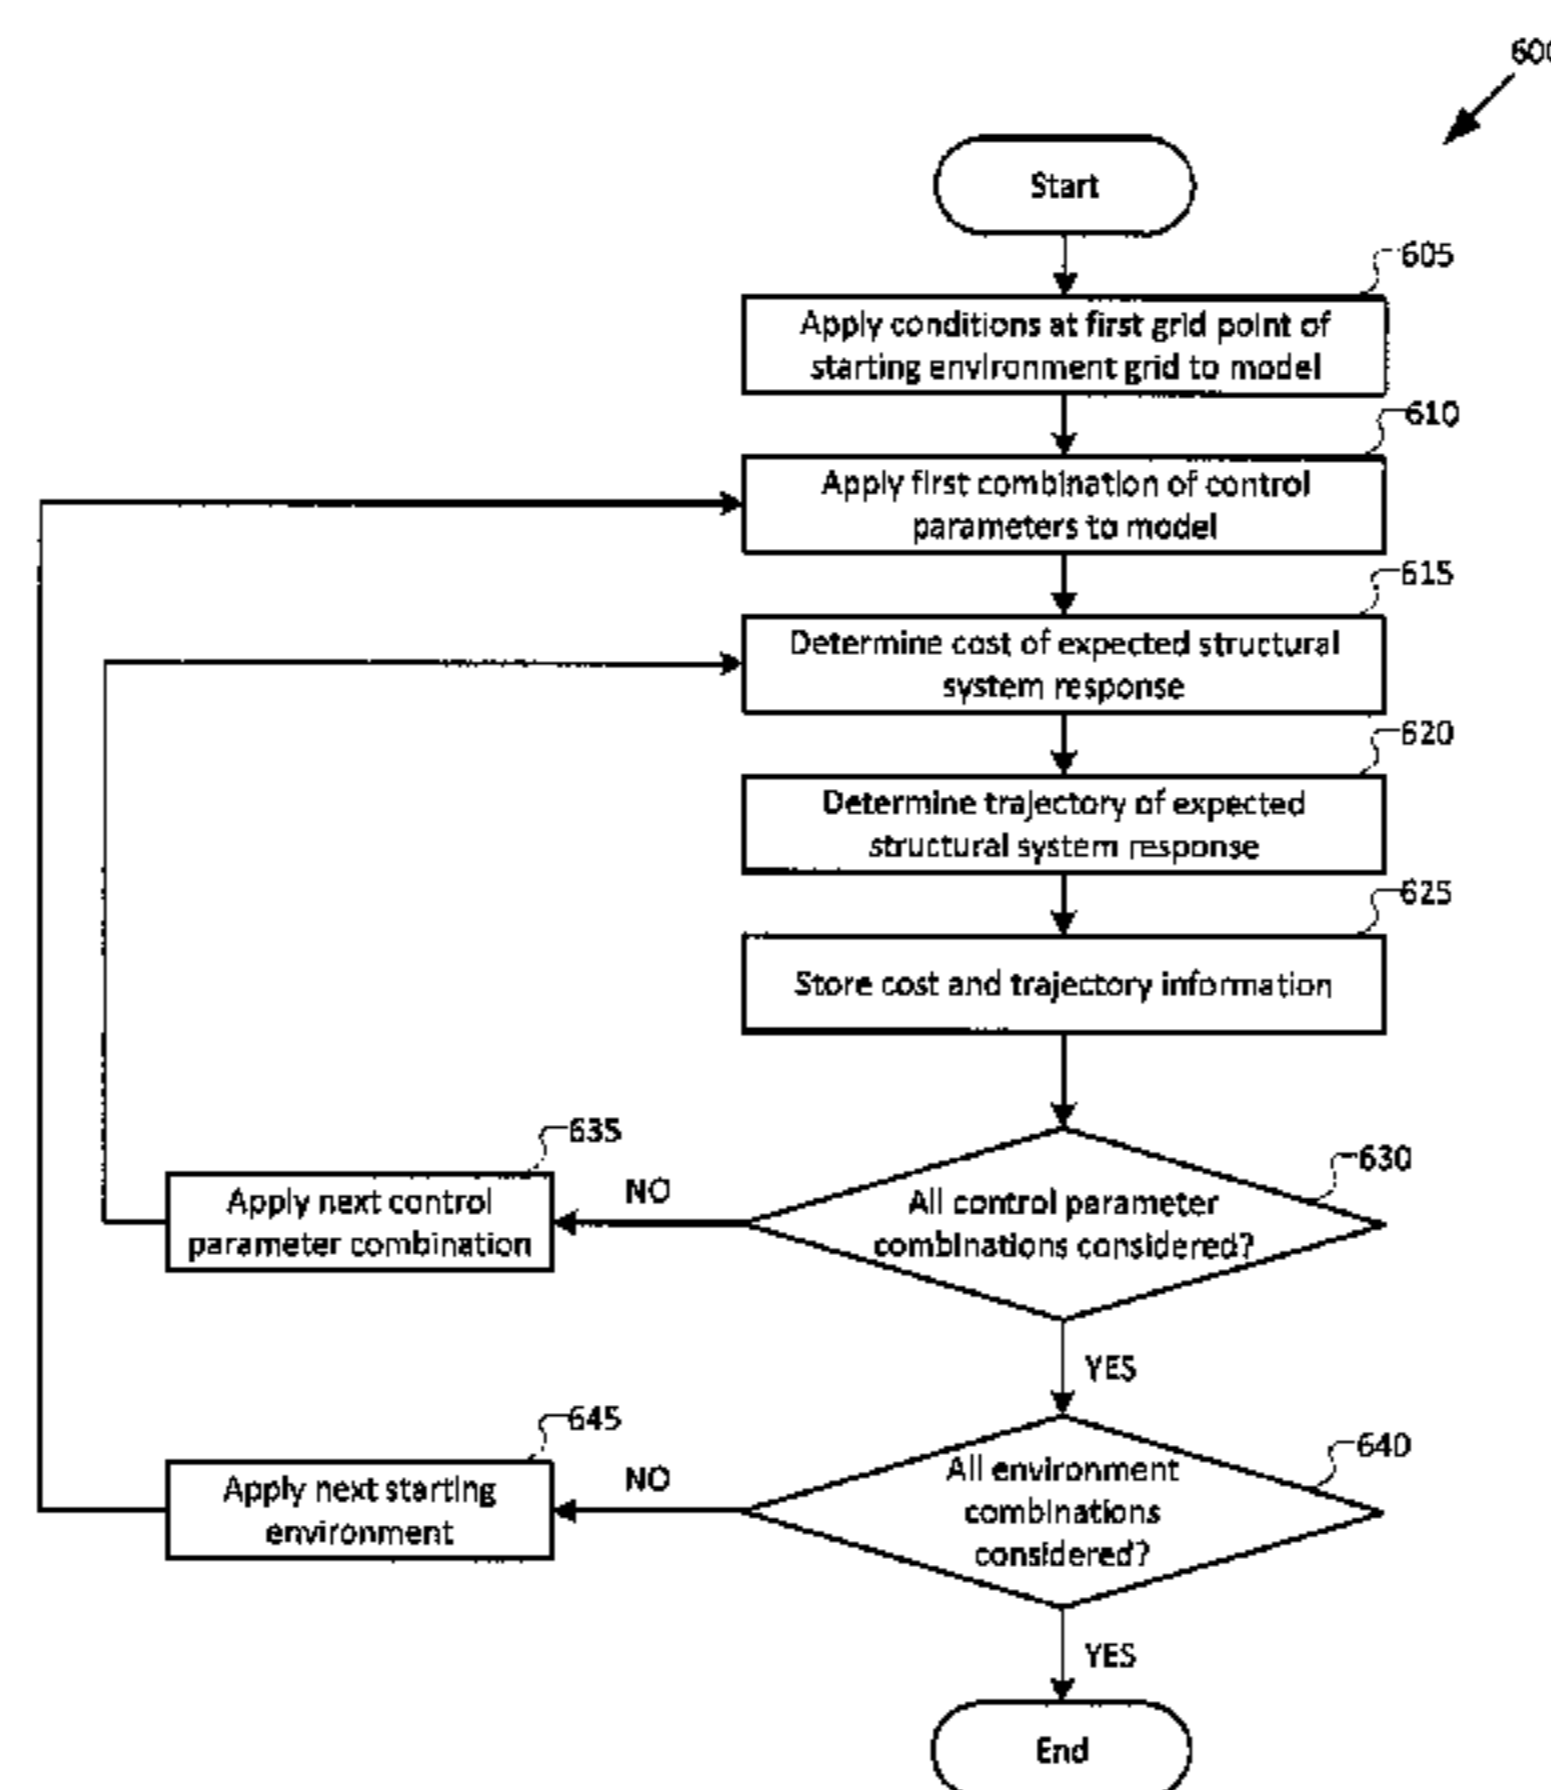 600
Start
605
Apply conditions at first grid point of
starting environment grid to model
610
Apply first combination of control
parameters to model
615
Determine cost of expected structural
system response
620
Determine trajectory of expected
structural system response
625
Store cost and trajectory information
635
630
Apply next control
parameter combination
NO
All control parameter
combinations considered?
YES
645
640
Apply next starting
environment
NO
All environment
combinations
considered?
YES
End